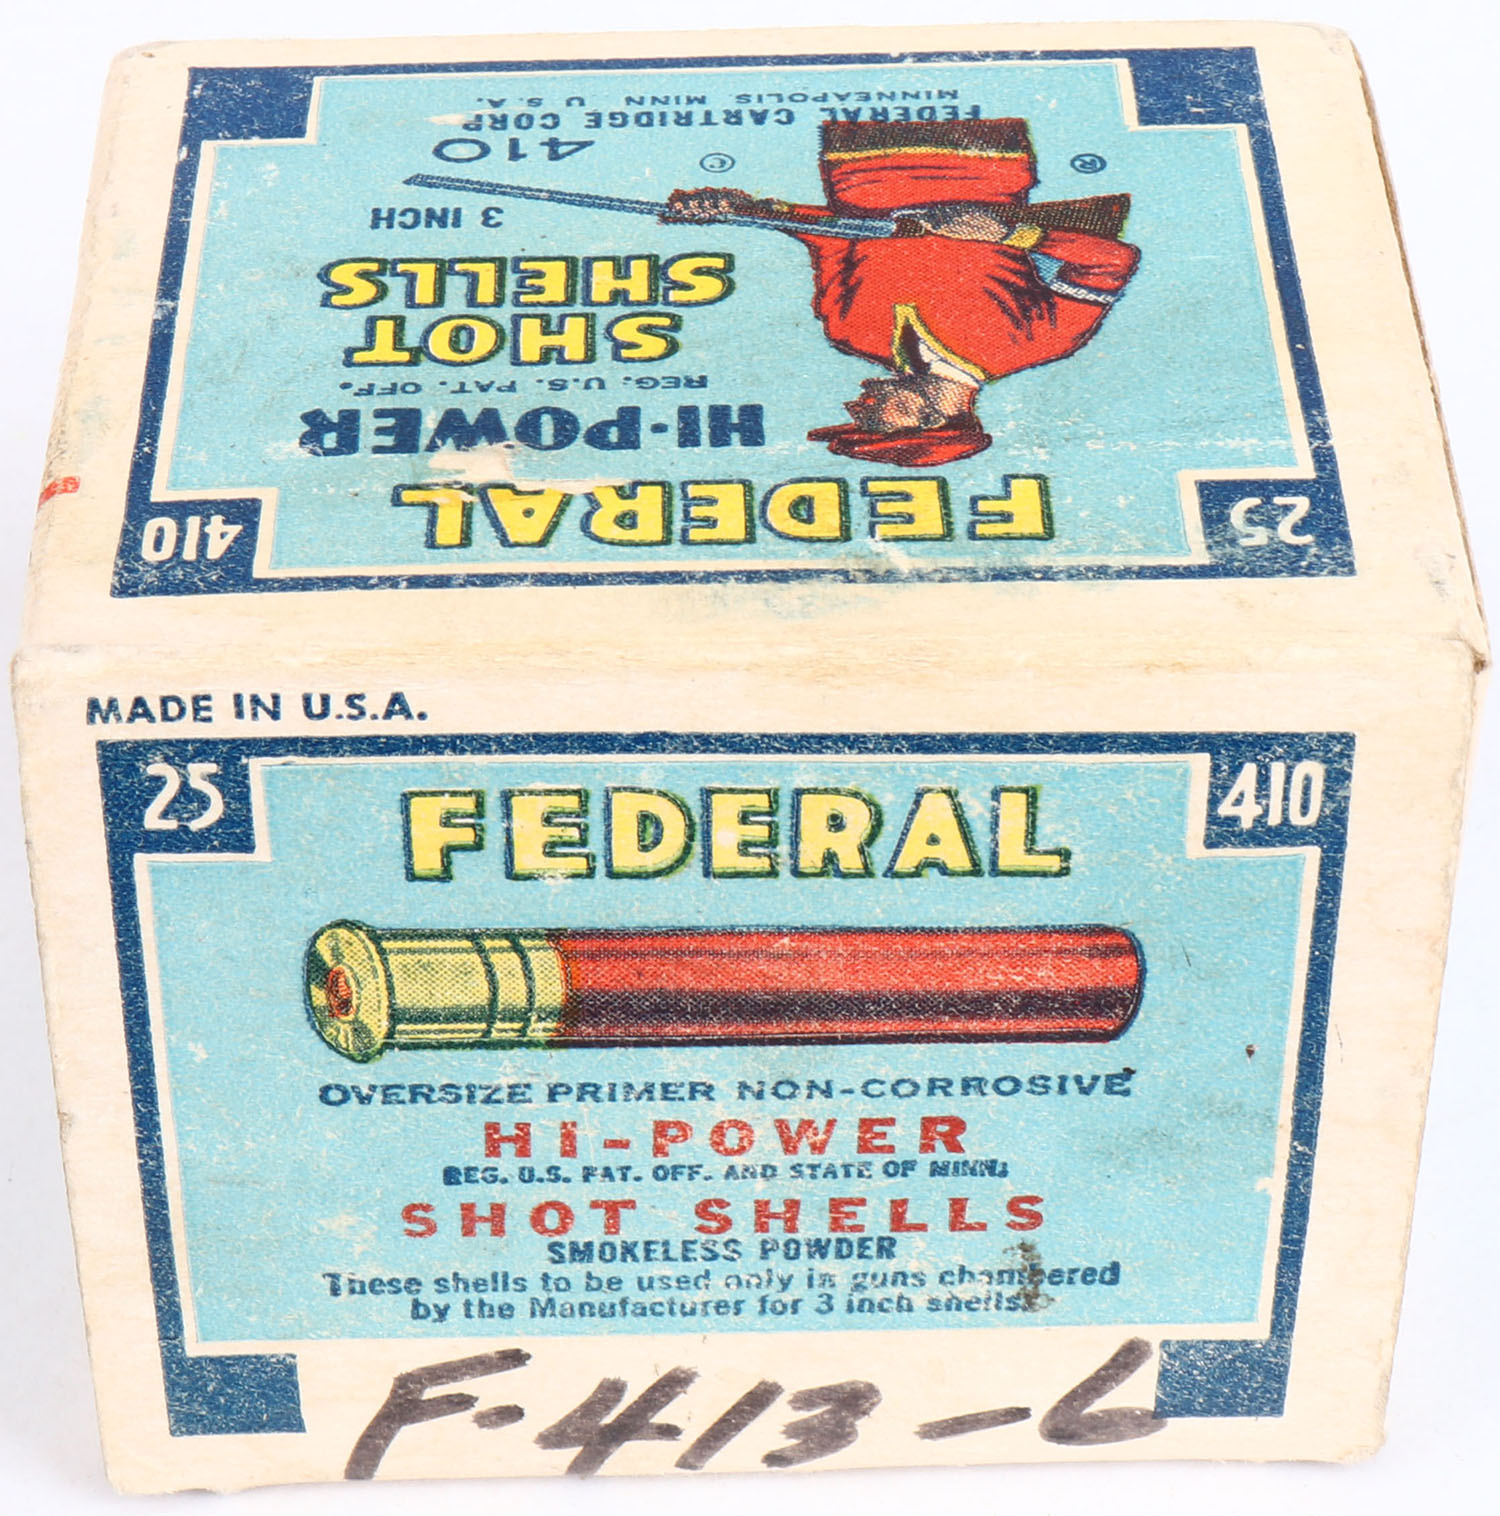 FEDERAL
HI-POWER
REG. U.S. PAT. OFF.
SHOT
SHELLS
3 INCH
410
© ®
FEDERAL CARTRIDGE CORP.
MINNEAPOLIS MINN U.S.A.
25
410
MADE IN U.S.A.
25
410
FEDERAL
OVERSIZE PRIMER NON-CORROSIVE
HI-POWER
REG. U.S. PAT. OFF. AND STATE OF MINN.
SHOT SHELLS
SMOKELESS POWDER
These shells to be used only in guns chambered
by the Manufacturer for 3 inch shells.
F-413-6